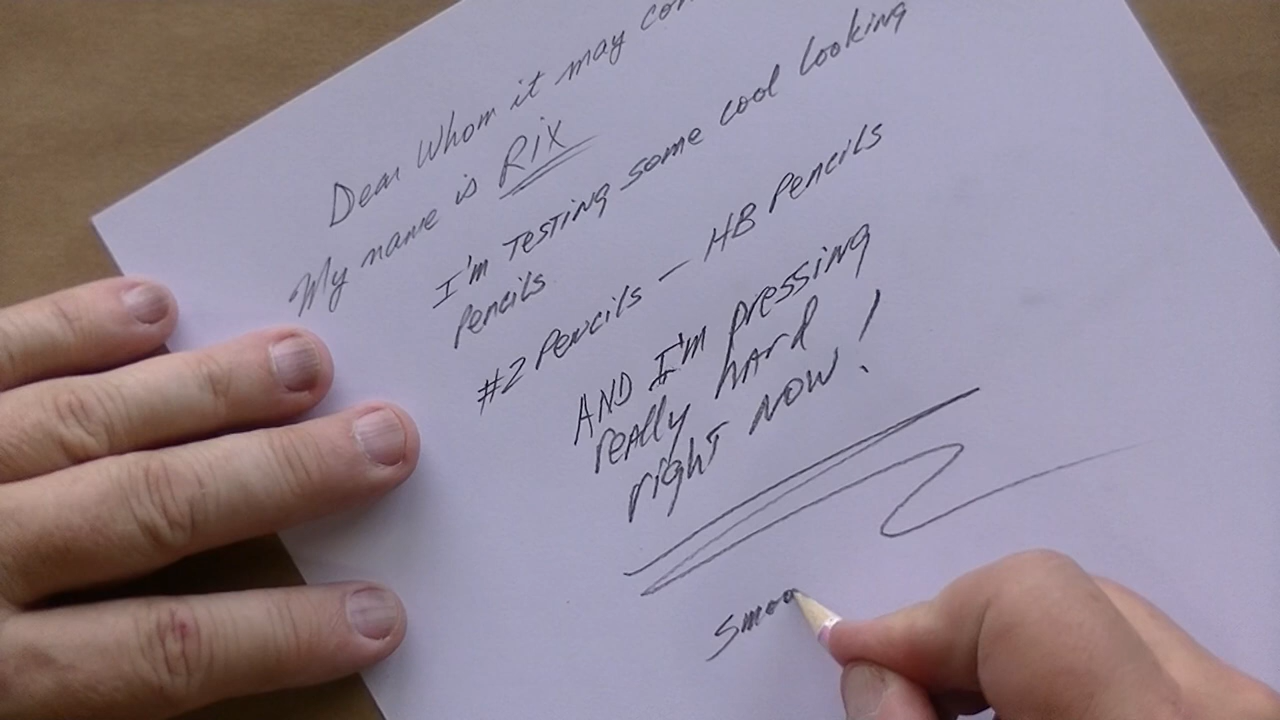 Dear Whom it may con
My name is Rix
I'm TesTing some cool looking
Pencils
#2 Pencils — HB Pencils
AND I'm pressing
reAlly hArd
righT NOW!
Smoo